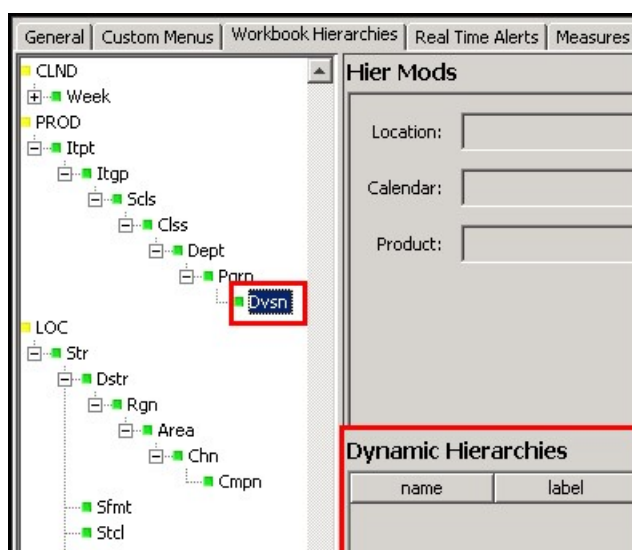 General Custom Menus Workbook Hierarchies Real Time Alerts Measures
CLND
Week
PROD
Itpt
Itgp
Scls
Clss
Dept
Pgrp
Dvsn
LOC
Str
Dstr
Rgn
Area
Chn
Cmpn
Sfmt
Stcl
Hier Mods
Location:
Calendar:
Product:
Dynamic Hierarchies
name label